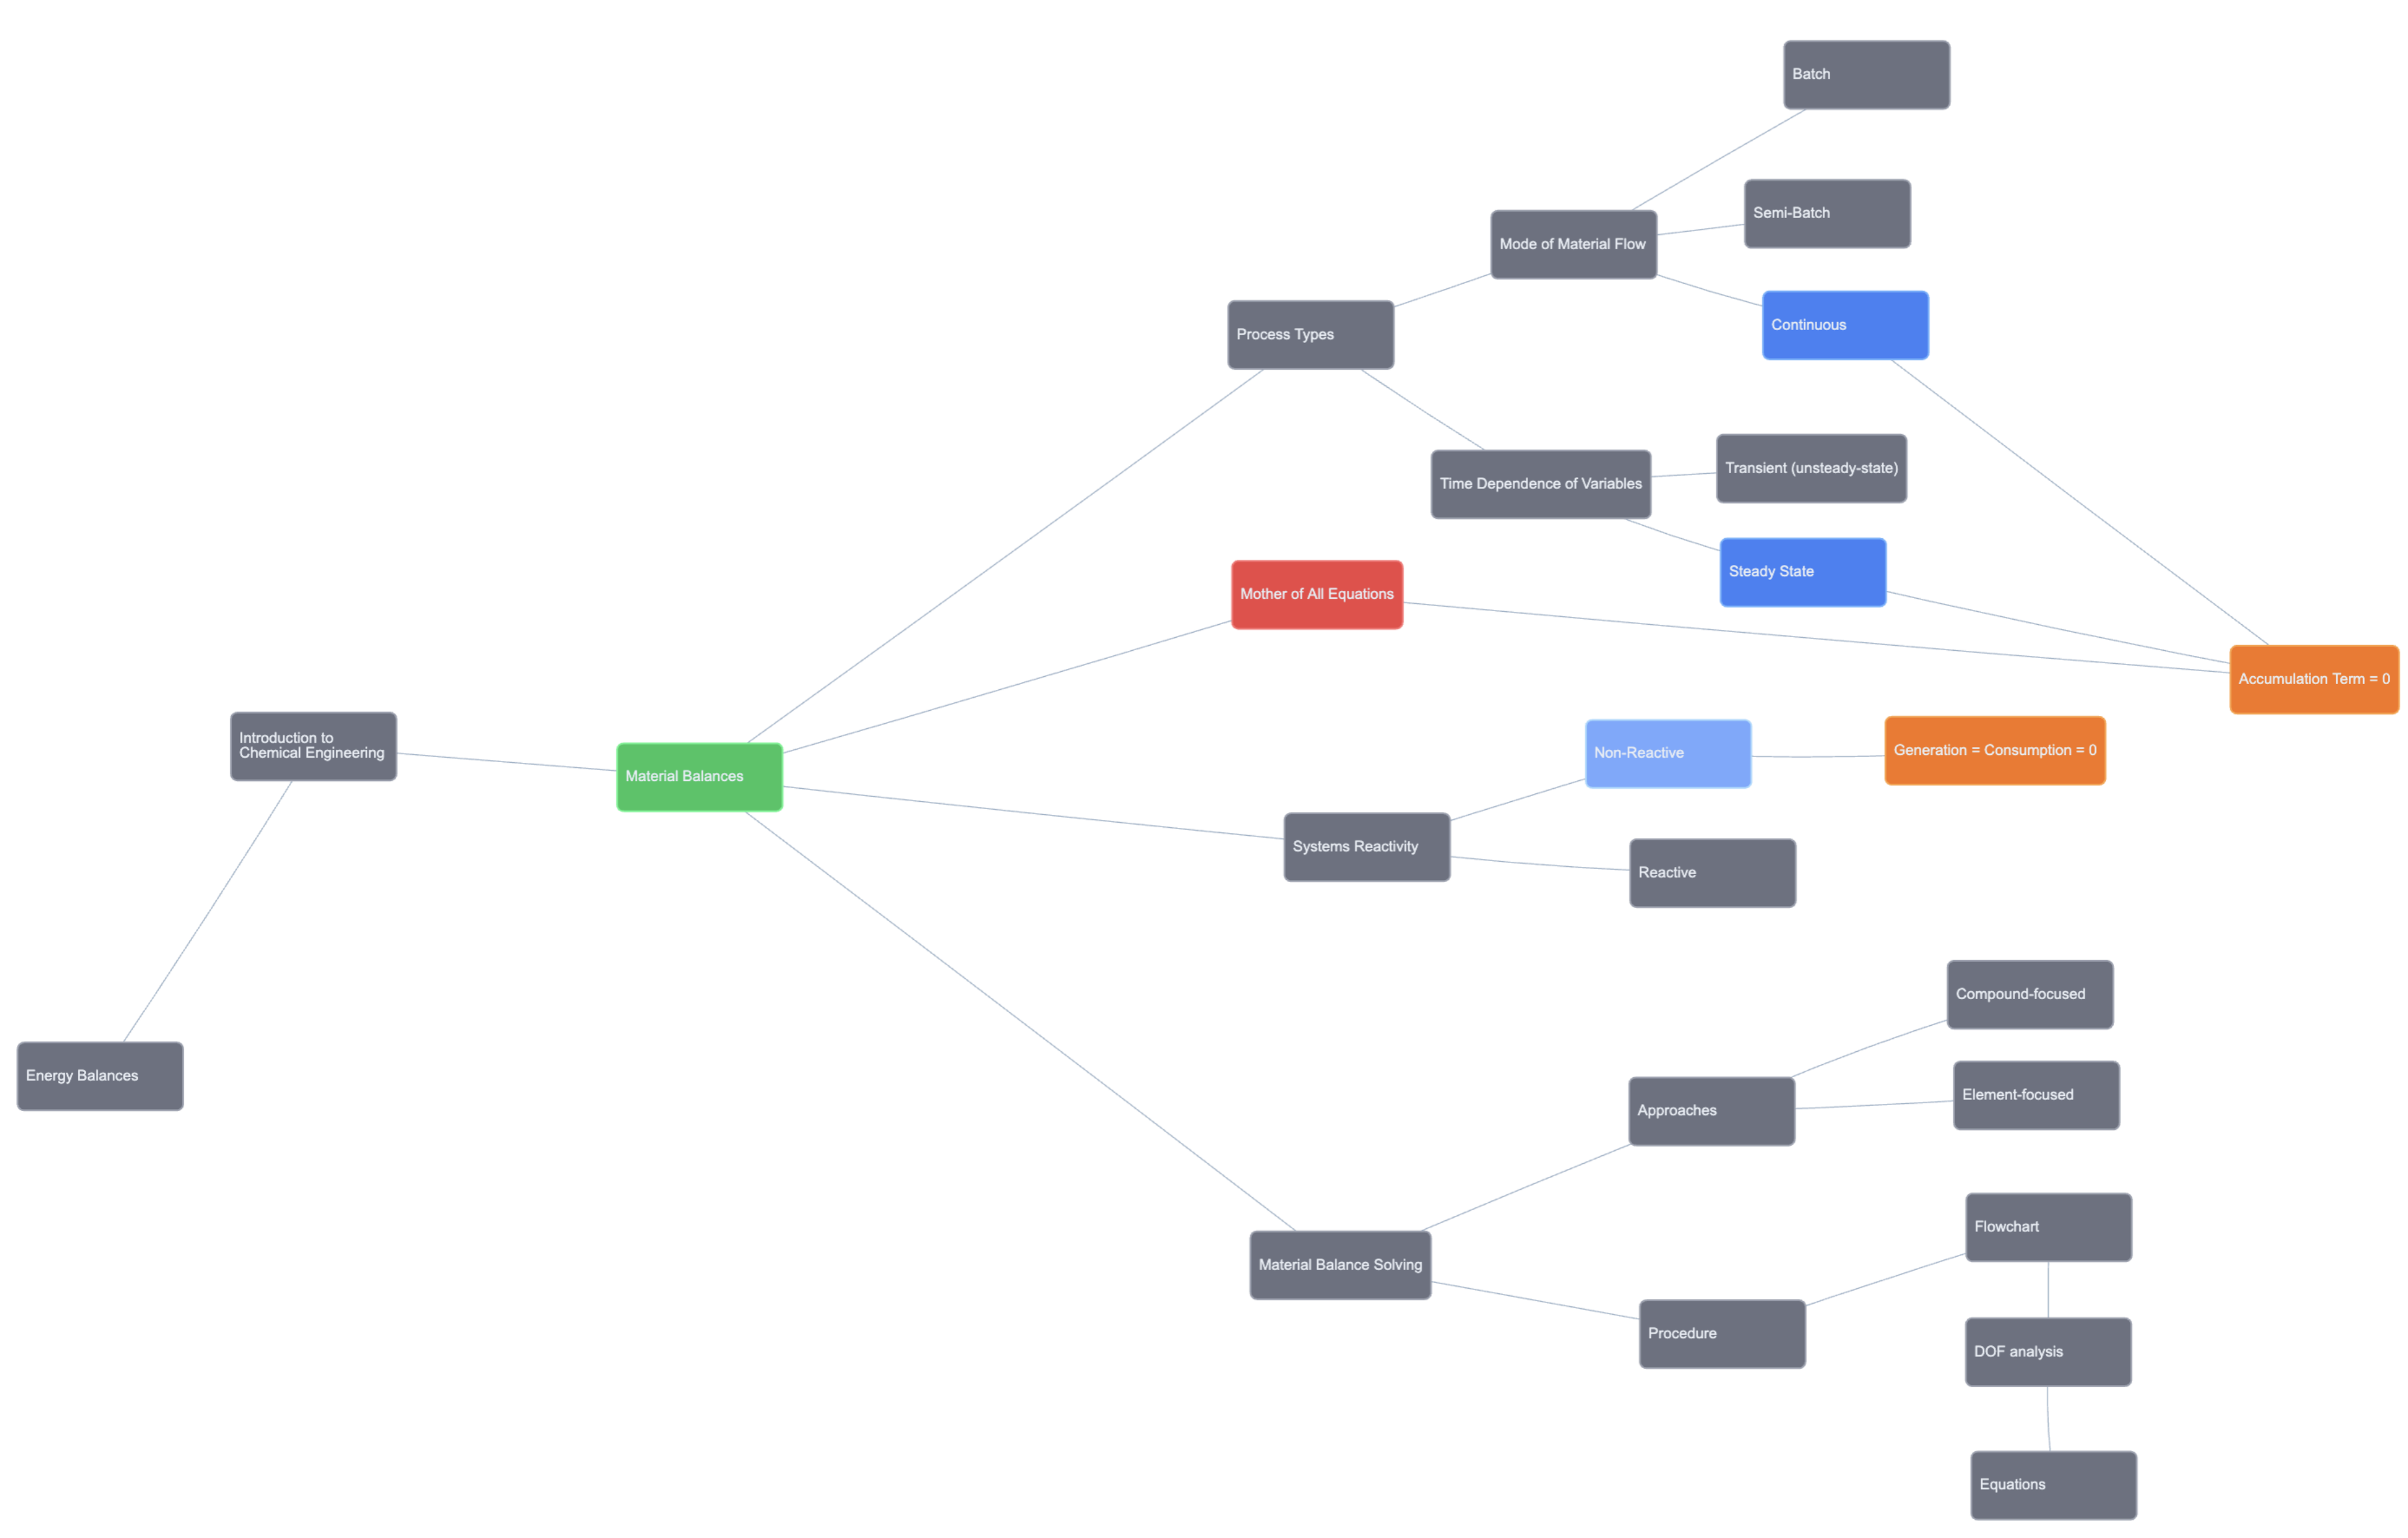 Batch
Semi-Batch
Mode of Material Flow
Continuous
Process Types
Transient (unsteady-state)
Time Dependence of Variables
Steady State
Mother of All Equations
Accumulation Term = 0
Introduction to
Chemical Engineering
Material Balances
Non-Reactive
Generation = Consumption = 0
Systems Reactivity
Reactive
Compound-focused
Energy Balances
Element-focused
Approaches
Flowchart
Material Balance Solving
Procedure
DOF analysis
Equations